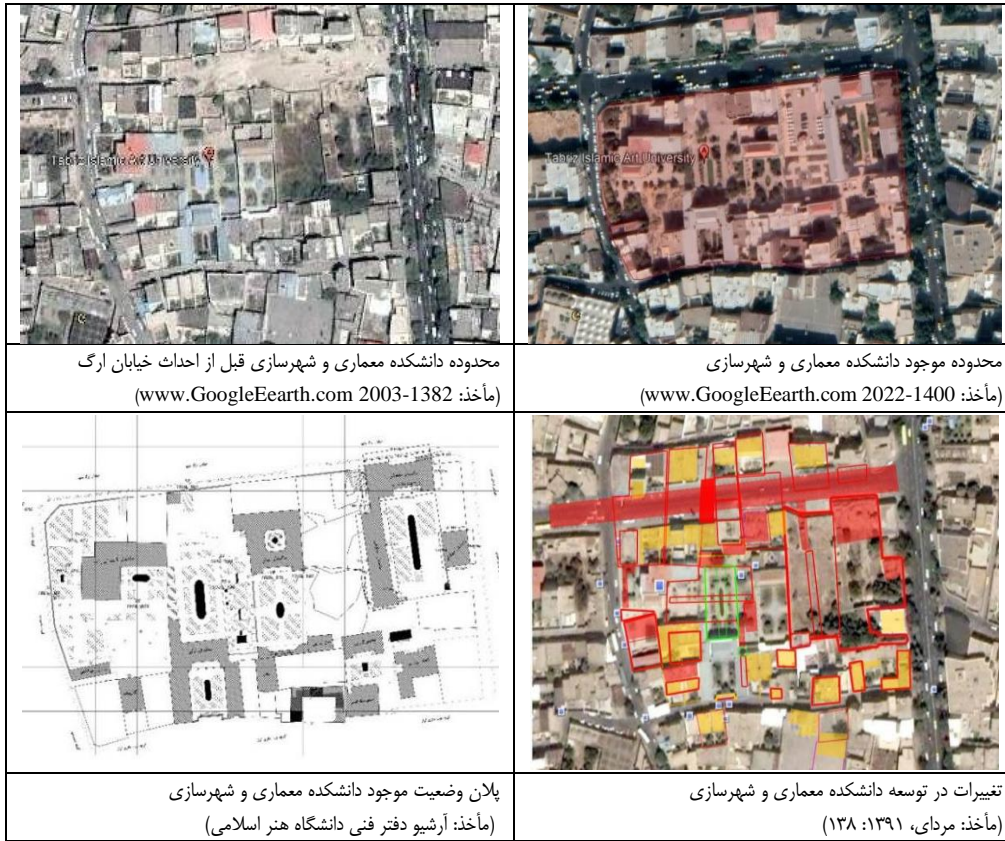 Tabriz Islamic Art University
Tabriz Islamic Art University
محدوده موجود دانشکده معماری و شهرسازی
(مأخذ: www.GoogleEearth.com 2022-1400)
محدوده دانشکده معماری و شهرسازی قبل از احداث خیابان ارگ
(مأخذ: www.GoogleEearth.com 2003-1382)
تغییرات در توسعه دانشکده معماری و شهرسازی
(مأخذ: مردای، ۱۳۹۱: ۱۳۸)
پلان وضعیت موجود دانشکده معماری و شهرسازی
(مأخذ: آرشیو دفتر فنی دانشگاه هنر اسلامی)